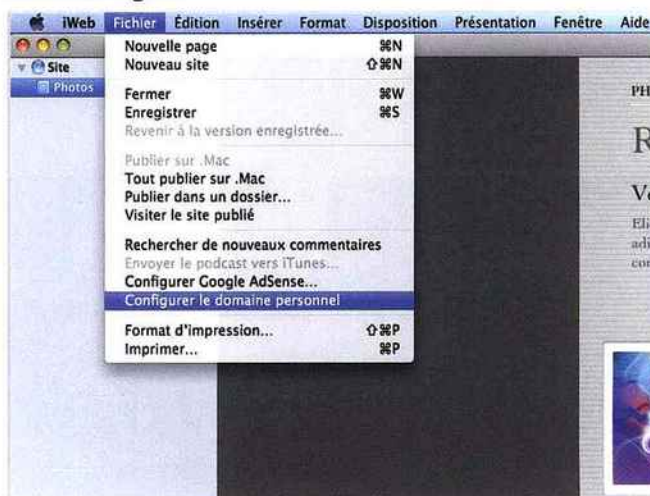 iWeb Fichier Édition Insérer Format Disposition Présentation Fenêtre Aide
Site
Photos
Nouvelle page ⌘N
Nouveau site ⇧⌘N
Fermer ⌘W
Enregistrer ⌘S
Revenir à la version enregistrée...
Publier sur .Mac
Tout publier sur .Mac
Publier dans un dossier...
Visiter le site publié
Rechercher de nouveaux commentaires
Envoyer le podcast vers iTunes...
Configurer Google AdSense...
Configurer le domaine personnel
Format d'impression... ⇧⌘P
Imprimer... ⌘P